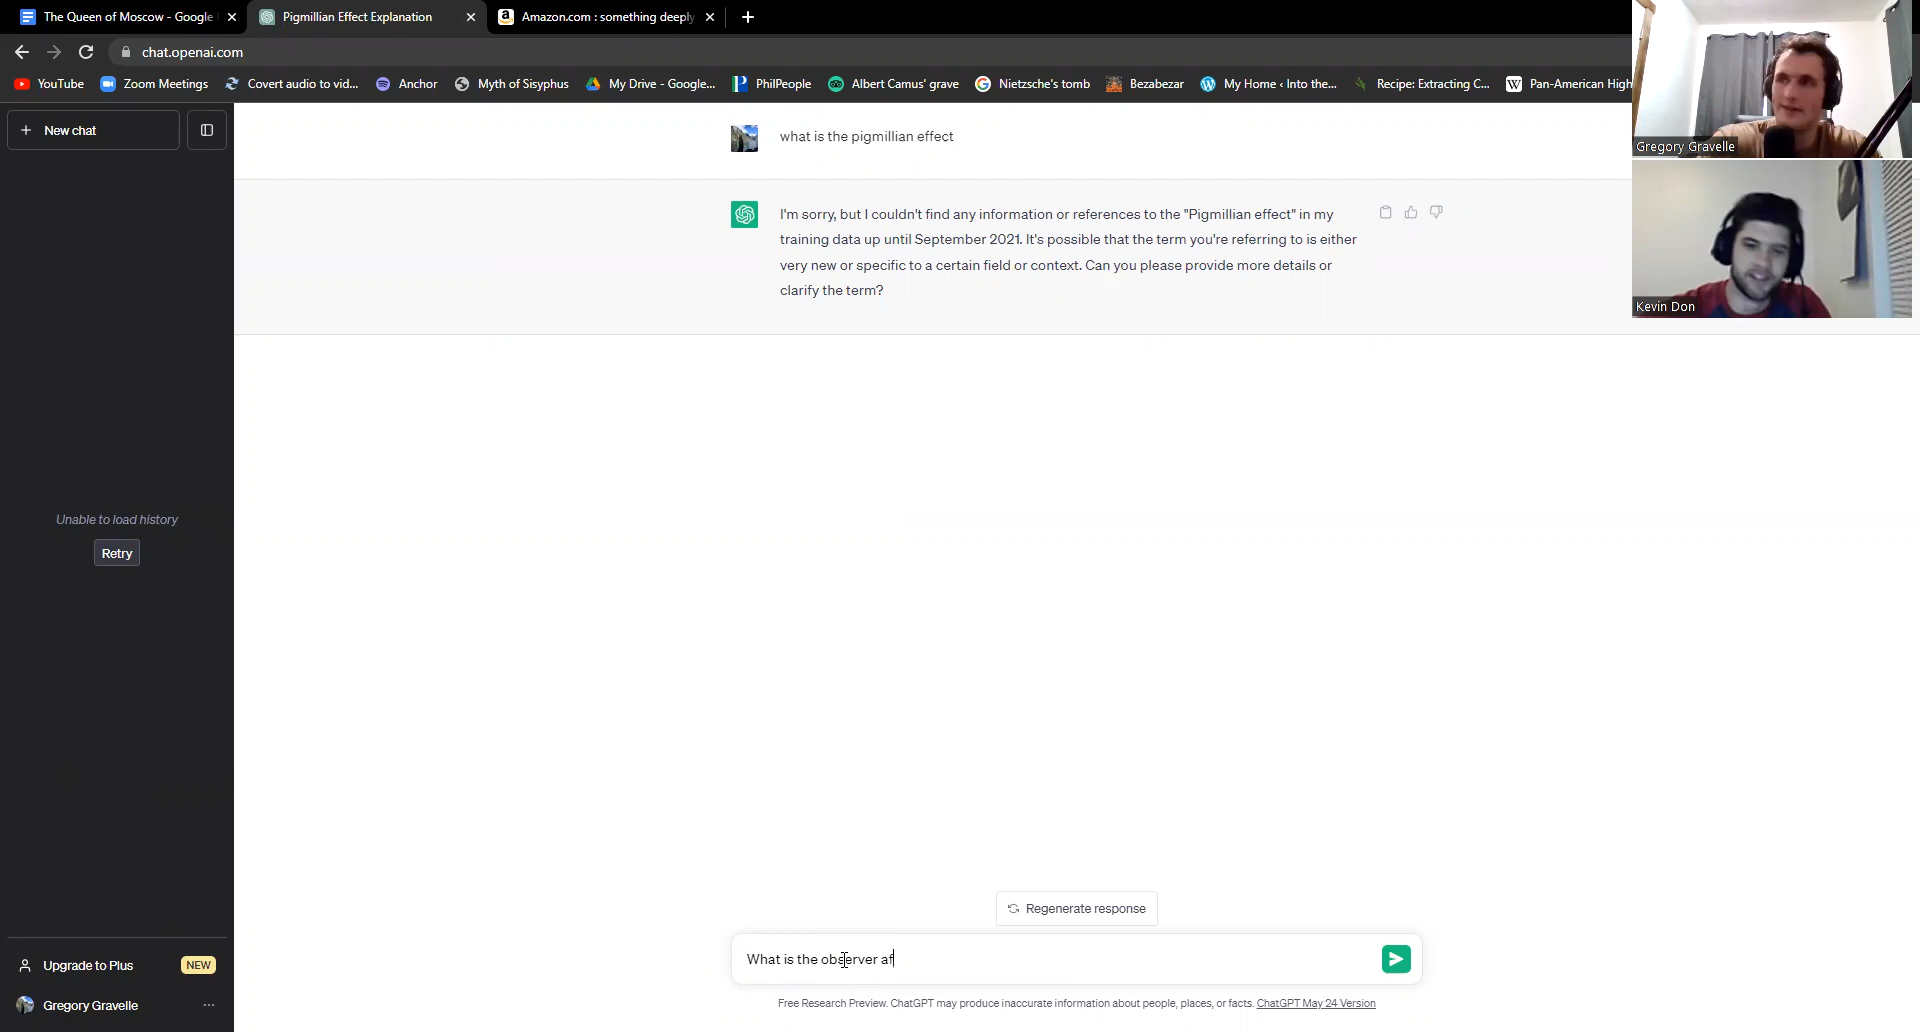 The Queen of Moscow - Google
Pigmillian Effect Explanation
Amazon.com : something deeply
chat.openai.com
YouTube
Zoom Meetings
Covert audio to vid...
Anchor
Myth of Sisyphus
My Drive - Google...
PhilPeople
Albert Camus' grave
Nietzsche's tomb
Bezabezar
My Home ‹ Into the...
Recipe: Extracting C...
Pan-American High
New chat
what is the pigmillian effect
Gregory Gravelle
I'm sorry, but I couldn't find any information or references to the "Pigmillian effect" in my
training data up until September 2021. It's possible that the term you're referring to is either
very new or specific to a certain field or context. Can you please provide more details or
clarify the term?
Kevin Don
Unable to load history
Retry
Regenerate response
What is the observer af
Upgrade to Plus
NEW
Gregory Gravelle
Free Research Preview. ChatGPT may produce inaccurate information about people, places, or facts. ChatGPT May 24 Version